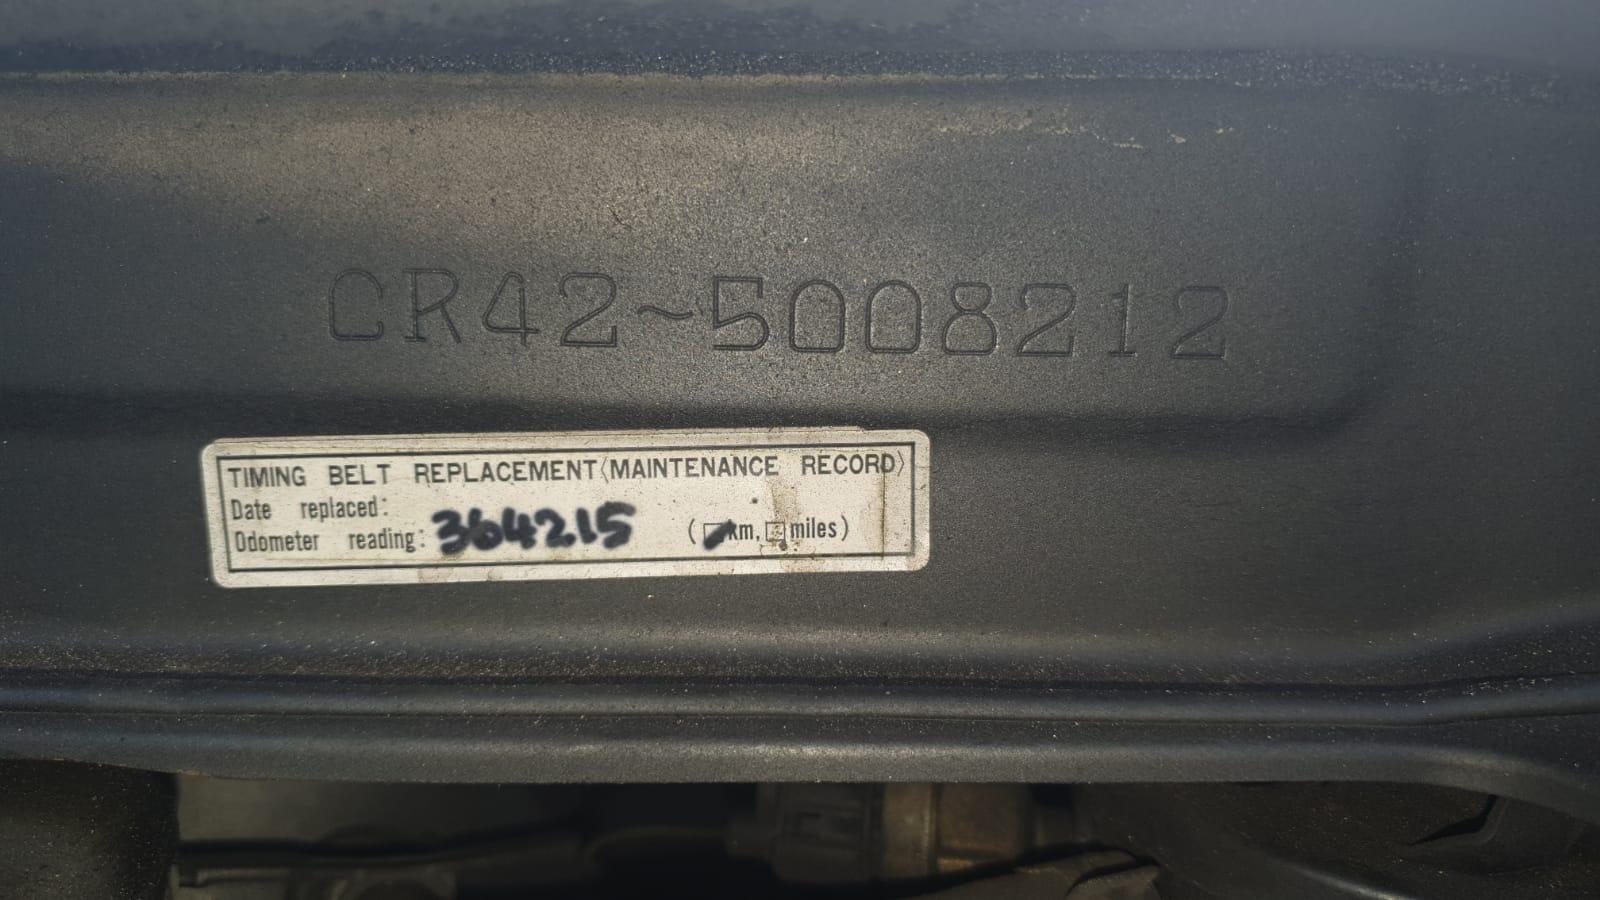 CR42~5008212
TIMING BELT REPLACEMENT〈MAINTENANCE RECORD〉
Date replaced:
Odometer reading: 364215 (☑km, ☐miles)